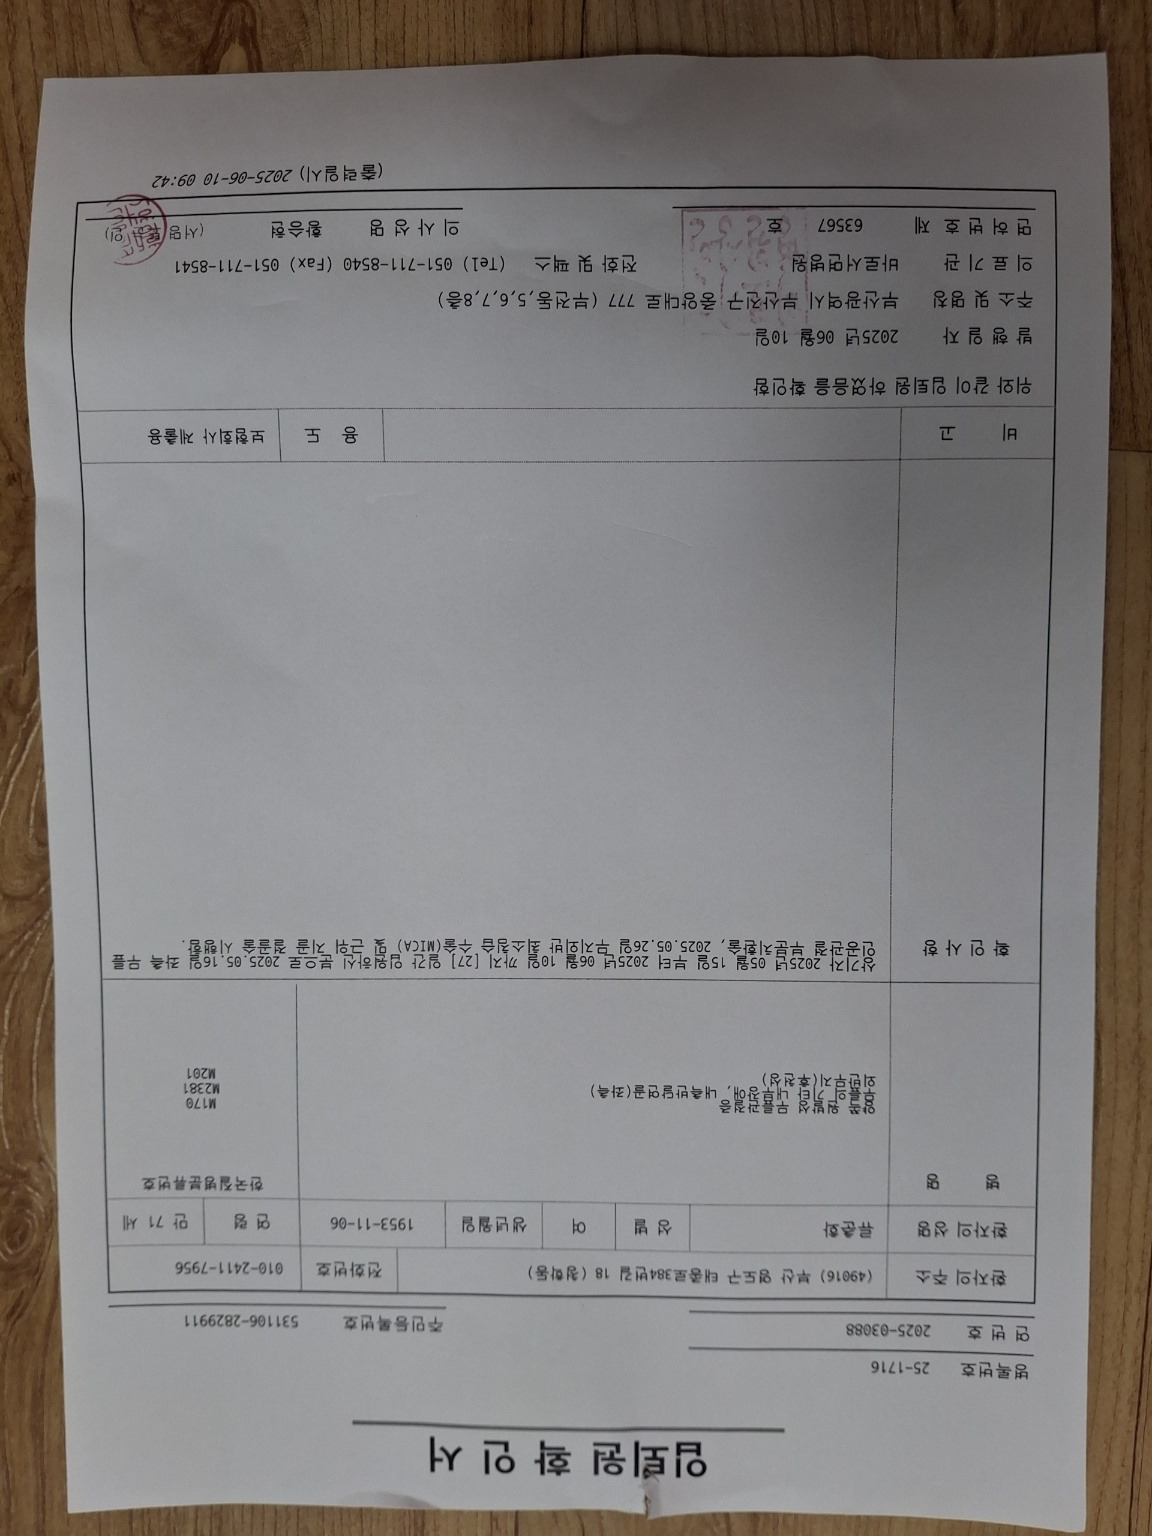 입퇴원 확인서
병록번호 25-1716
연번호 2025-03088 주민등록번호 531106-2829911
환자의 주소 (49016) 부산 영도구 태종로384번길 18 (청학동) 전화번호 010-2411-7956
환자의 성명 류춘화 성별 여 생년월일 1953-11-06 연령 만 71 세
병명 한국질병분류번호
양쪽 원발성 무릎관절증 M170
무릎의 기타 내부장애, 내측반달연골(좌측) M2381
외반무지(후천성) M201
확인사항 상기자 2025년 05월 15일 부터 2025년 06월 10일 까지 [27] 일간 입원하신 분으로 2025.05.16일 좌측 무릎
인공관절 부분치환술, 2025.05.26일 무지외반 최소침습 수술(MICA) 및 근위 지골 절골술 시행함.
비고 용도 보험회사 제출용
위와 같이 입퇴원 하였음을 확인함
발행일자 2025년 06월 10일
주소 및 명칭 부산광역시 부산진구 중앙대로 777 (부전동,5,6,7,8층)
의료기관 바로서면병원 전화 및 팩스 (Tel) 051-711-8540 (Fax) 051-711-8541
면허번호 제 63567 호 의사성명 황승현 (서명 인)
(출력일시) 2025-06-10 09:42